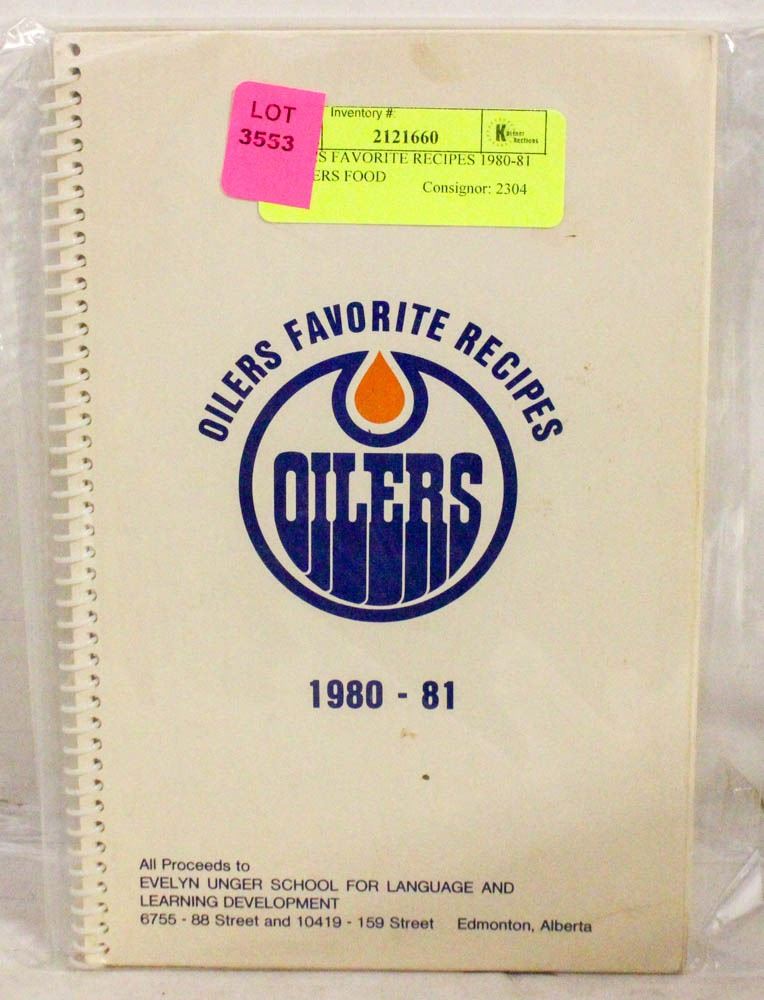 LOT
3553
Inventory #:
2121660
S FAVORITE RECIPES 1980-81
ERS FOOD
Consignor: 2304
OILERS FAVORITE RECIPES
OILERS
1980 - 81
All Proceeds to
EVELYN UNGER SCHOOL FOR LANGUAGE AND
LEARNING DEVELOPMENT
6755 - 88 Street and 10419 - 159 Street Edmonton, Alberta